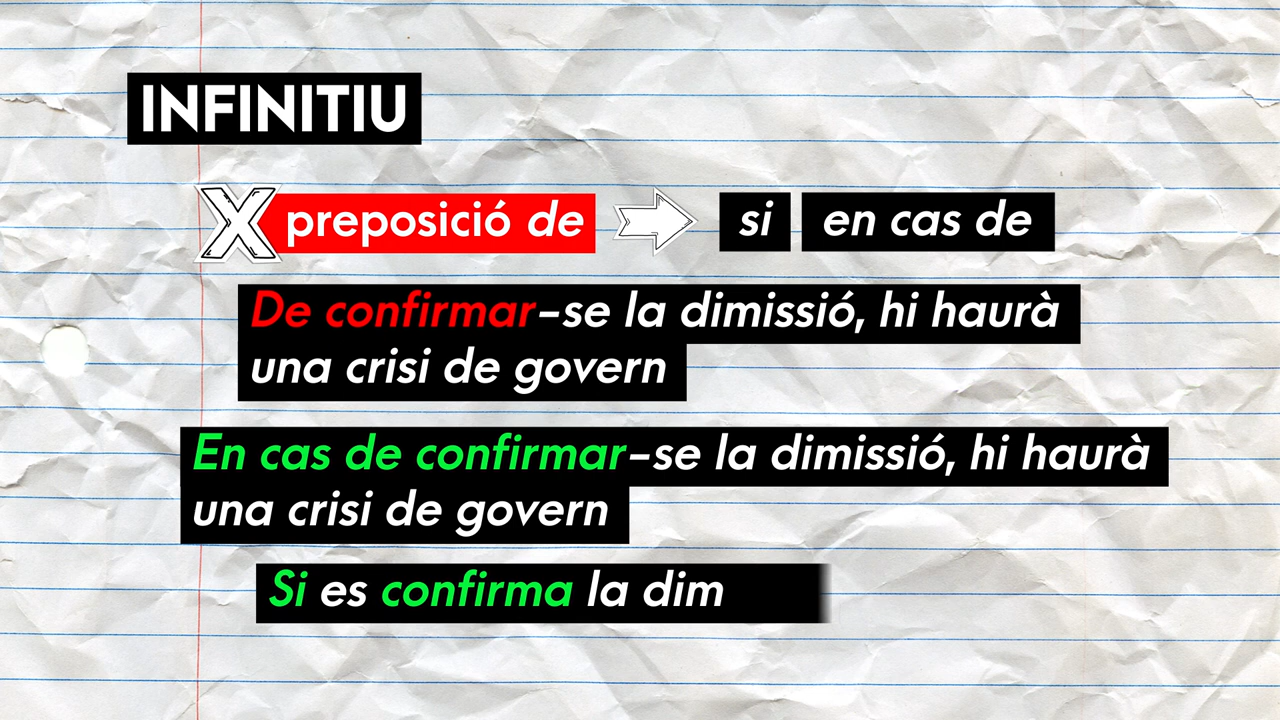 INFINITIU
X preposició de si en cas de
De confirmar-se la dimissió, hi haurà
una crisi de govern
En cas de confirmar-se la dimissió, hi haurà
una crisi de govern
Si es confirma la dim